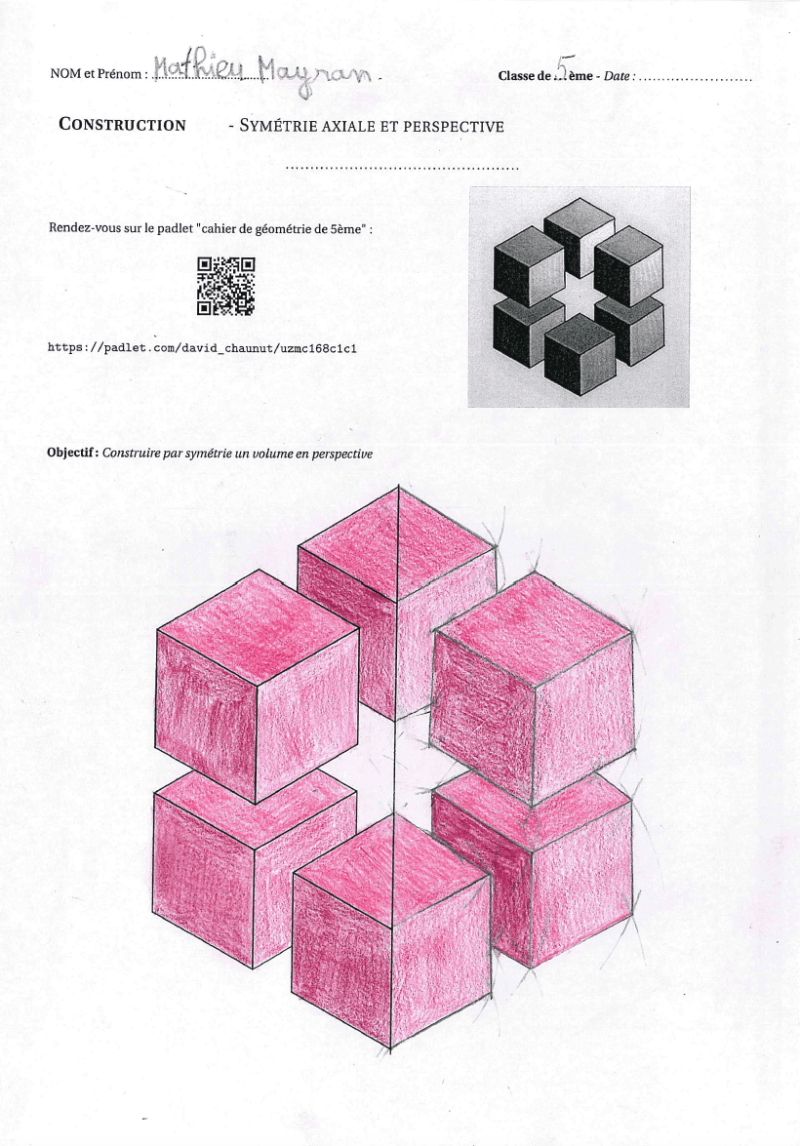 NOM et Prénom : Mathieu Mayran
Classe de 5ème - Date : ........................
CONSTRUCTION - SYMÉTRIE AXIALE ET PERSPECTIVE
Rendez-vous sur le padlet "cahier de géométrie de 5ème" :
https://padlet.com/david_chaunut/uzmc168c1c1
Objectif : Construire par symétrie un volume en perspective